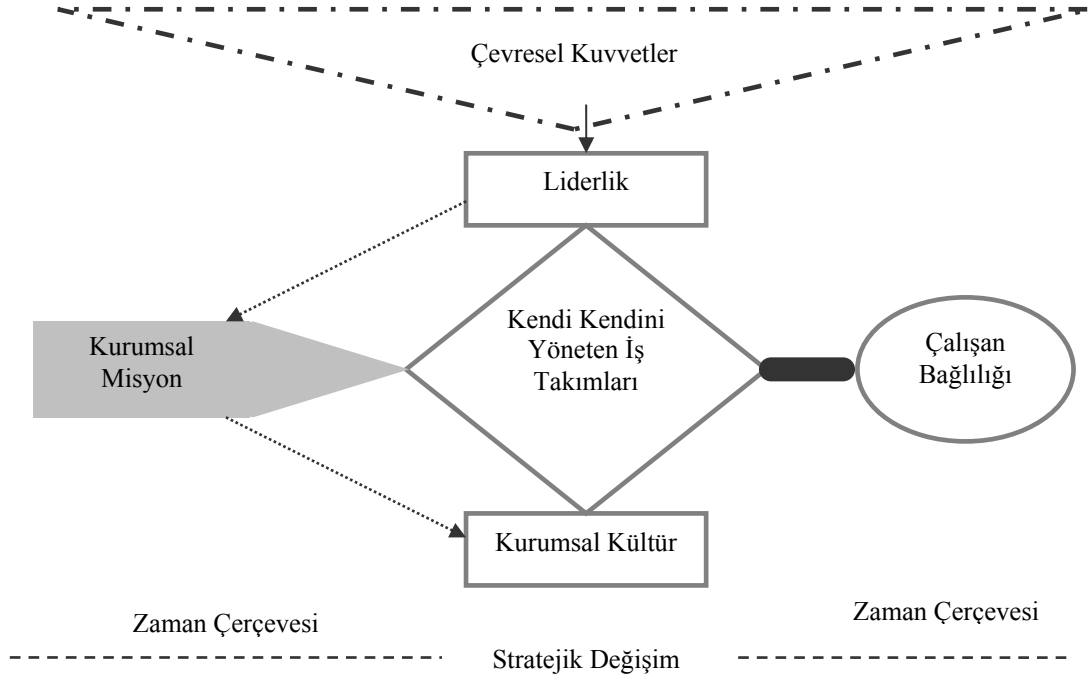 Çevresel Kuvvetler
Liderlik
Kurumsal
Misyon
Kendi Kendini
Yöneten İş
Takımları
Çalışan
Bağlılığı
Kurumsal Kültür
Zaman Çerçevesi
Zaman Çerçevesi
Stratejik Değişim